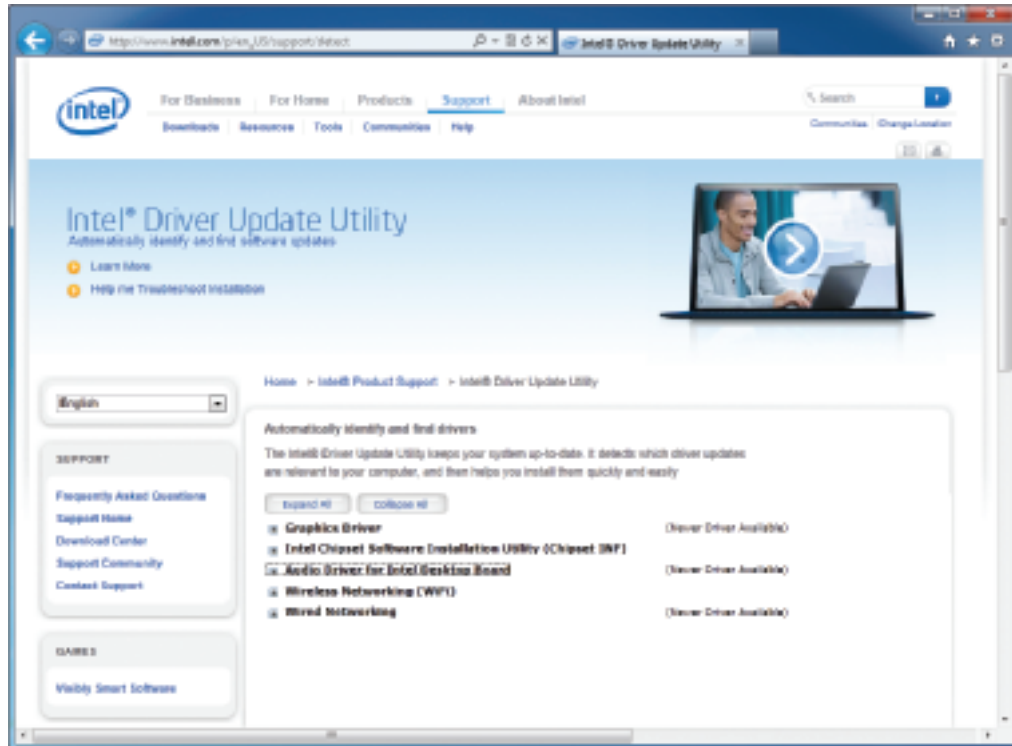 http://www.intel.com/p/en_US/support/detect
Intel® Driver Update Utility
intel
For Business For Home Products Support About Intel
Search
Downloads Resources Tools Communities Help
Communities Change Location
Intel® Driver Update Utility
Automatically identify and find software updates
Learn More
Help me Troubleshoot Installation
Home > Intel® Product Support > Intel® Driver Update Utility
English
Automatically identify and find drivers
The Intel® Driver Update Utility keeps your system up-to-date. It detects which driver updates
are relevant to your computer, and then helps you install them quickly and easily
SUPPORT
Frequently Asked Questions
Support Home
Download Center
Support Community
Contact Support
Expand All Collapse All
Graphics Driver (Newer Driver Available)
Intel Chipset Software Installation Utility (Chipset INF)
Audio Driver for Intel Desktop Board (Newer Driver Available)
Wireless Networking (WiFi)
Wired Networking (Newer Driver Available)
GAMES
Visibly Smart Software